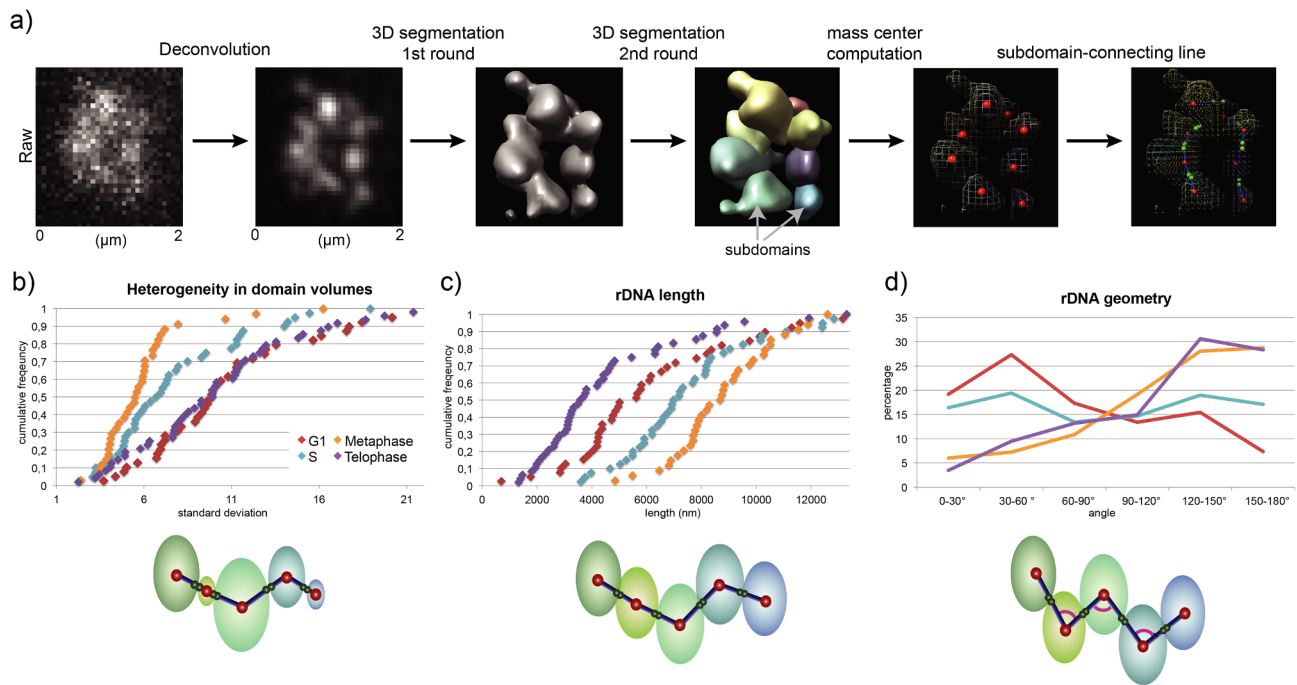 a)
Deconvolution
3D segmentation
1st round
3D segmentation
2nd round
mass center
computation
subdomain-connecting line
Raw
0 (µm) 2
0 (µm) 2
subdomains
b)
Heterogeneity in domain volumes
cumulative freqeuncy
1
0,9
0,8
0,7
0,6
0,5
0,4
0,3
0,2
0,1
0
G1
S
Metaphase
Telophase
1 6 11 16 21
standard deviation
c)
rDNA length
cumulative freqeuncy
1
0,9
0,8
0,7
0,6
0,5
0,4
0,3
0,2
0,1
0
0 2000 4000 6000 8000 10000 12000
length (nm)
d)
rDNA geometry
percentage
35
30
25
20
15
10
5
0
0-30° 30-60 ° 60-90° 90-120° 120-150° 150-180°
angle